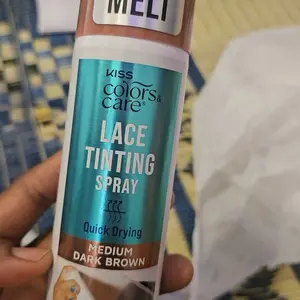 MELT
KISS
colors &
care®
LACE
TINTING
SPRAY
Quick Drying
MEDIUM
DARK BROWN